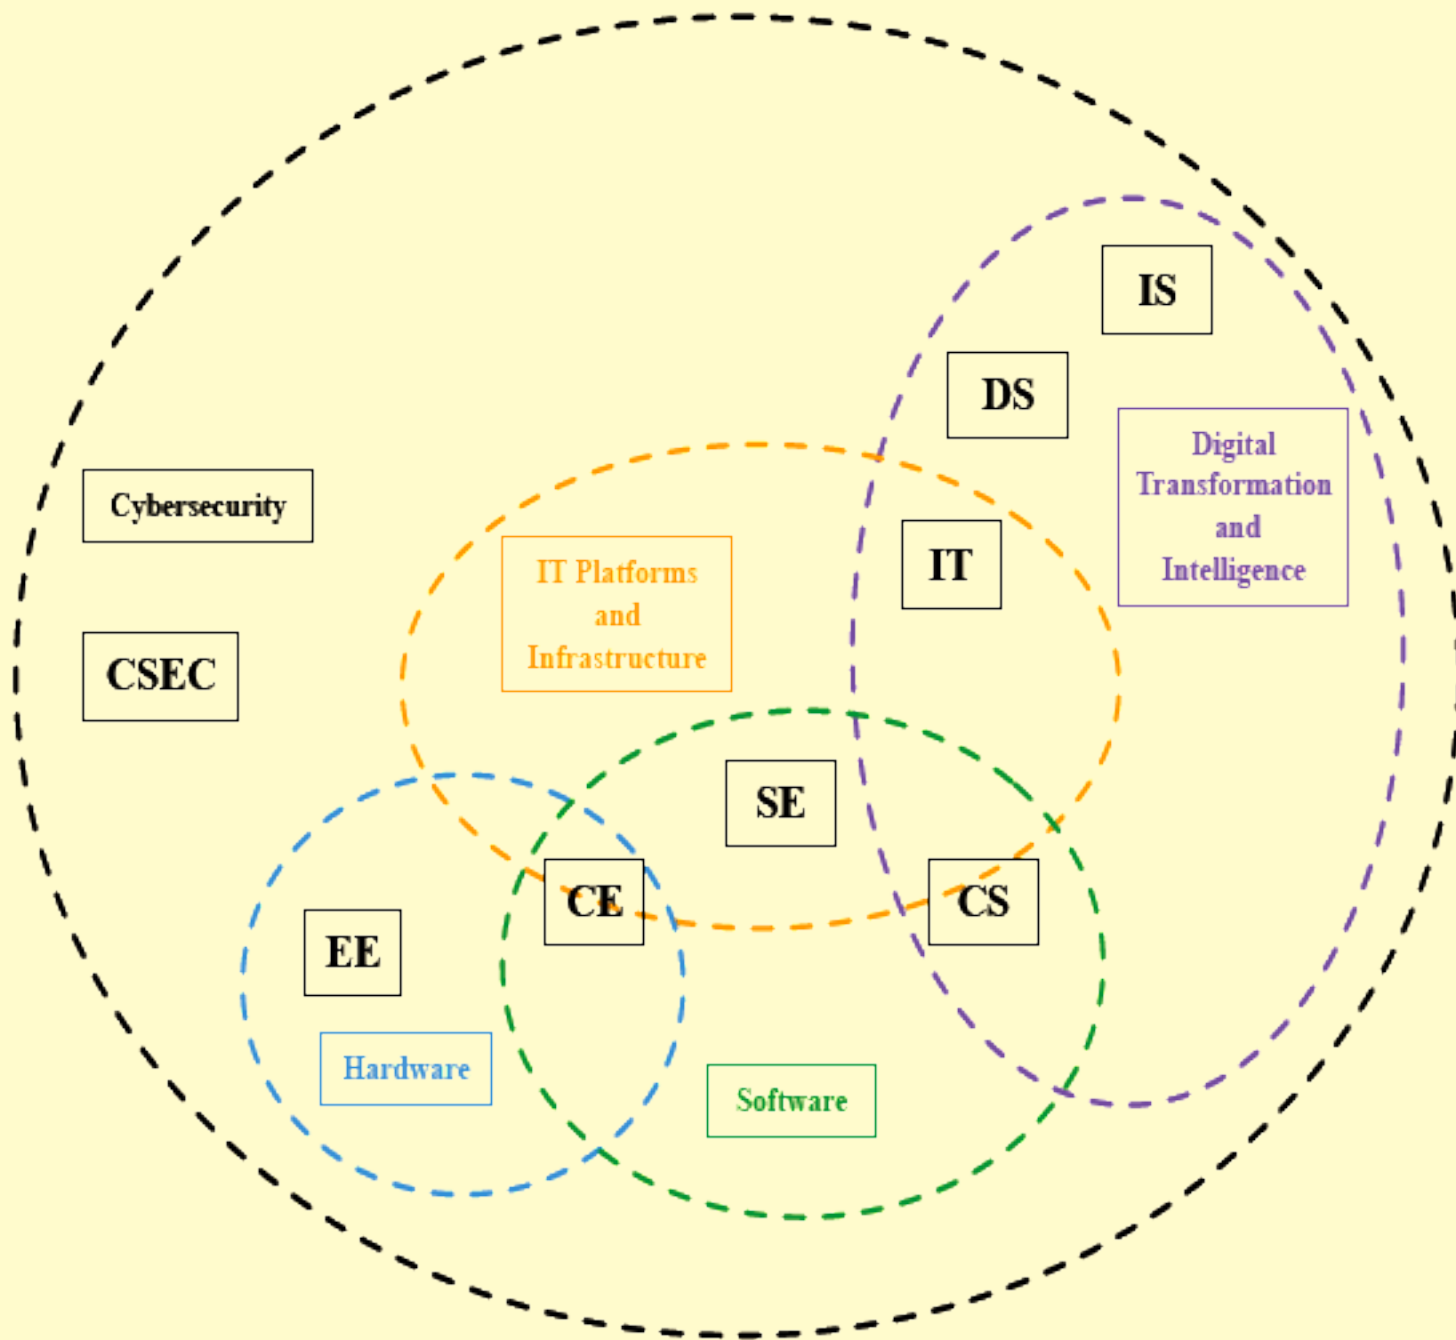 IS
DS
Digital
Transformation
and
Intelligence
Cybersecurity
IT
IT Platforms
and
Infrastructure
CSEC
SE
CE
CS
EE
Hardware
Software